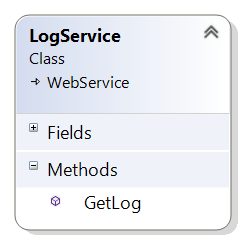 LogService
Class
WebService
Fields
Methods
GetLog